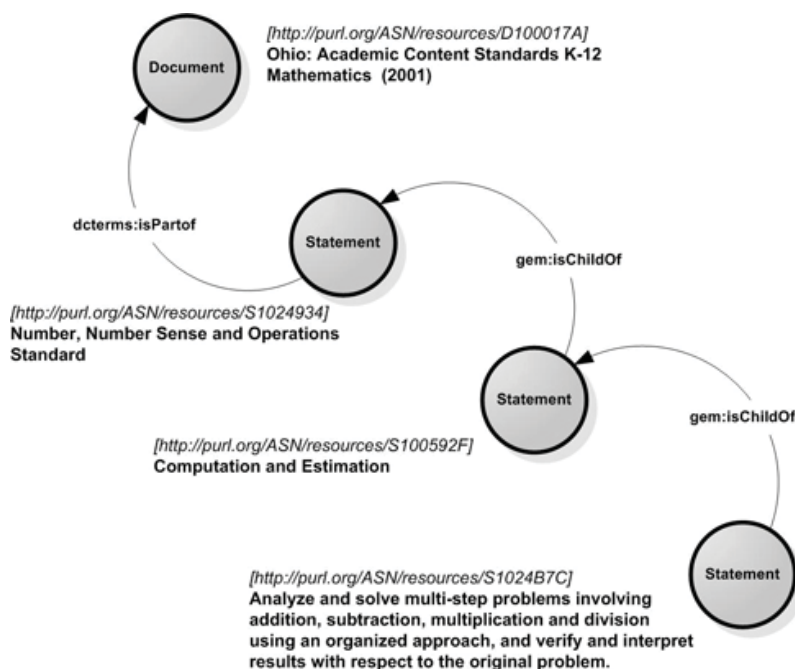 [http://purl.org/ASN/resources/D100017A]
Ohio: Academic Content Standards K-12
Mathematics (2001)
Document
dcterms:isPartof
Statement
gem:isChildOf
[http://purl.org/ASN/resources/S1024934]
Number, Number Sense and Operations
Standard
Statement
gem:isChildOf
[http://purl.org/ASN/resources/S100592F]
Computation and Estimation
Statement
[http://purl.org/ASN/resources/S1024B7C]
Analyze and solve multi-step problems involving
addition, subtraction, multiplication and division
using an organized approach, and verify and interpret
results with respect to the original problem.